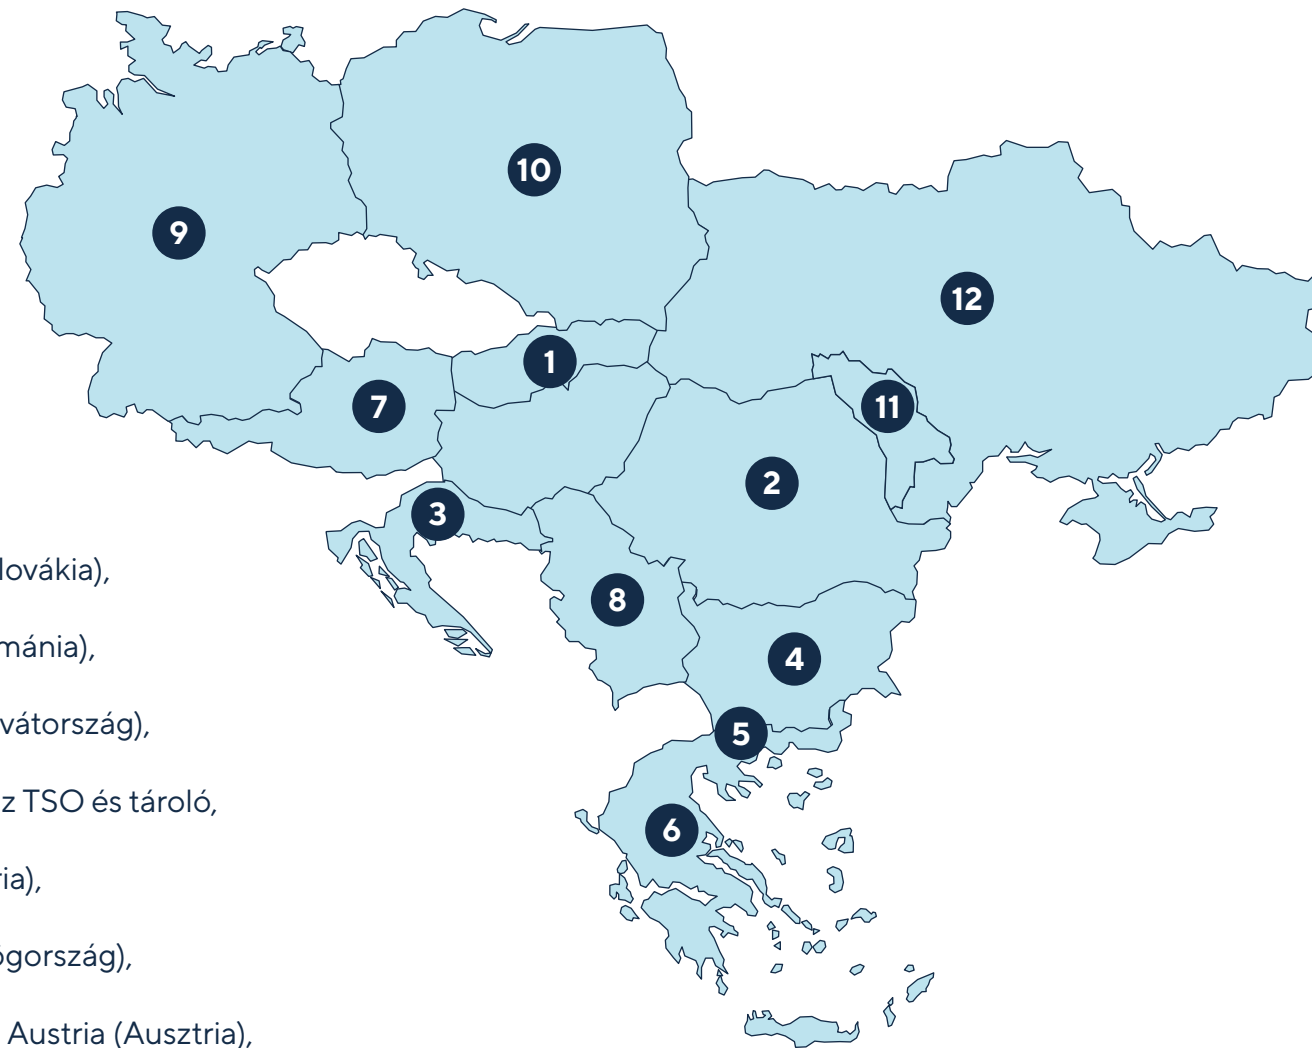 10
9
12
1
7
11
2
3
lovákia),
8
mánia),
4
vátország),
5
z TSO és tároló,
6
ria),
ógország),
Austria (Ausztria),